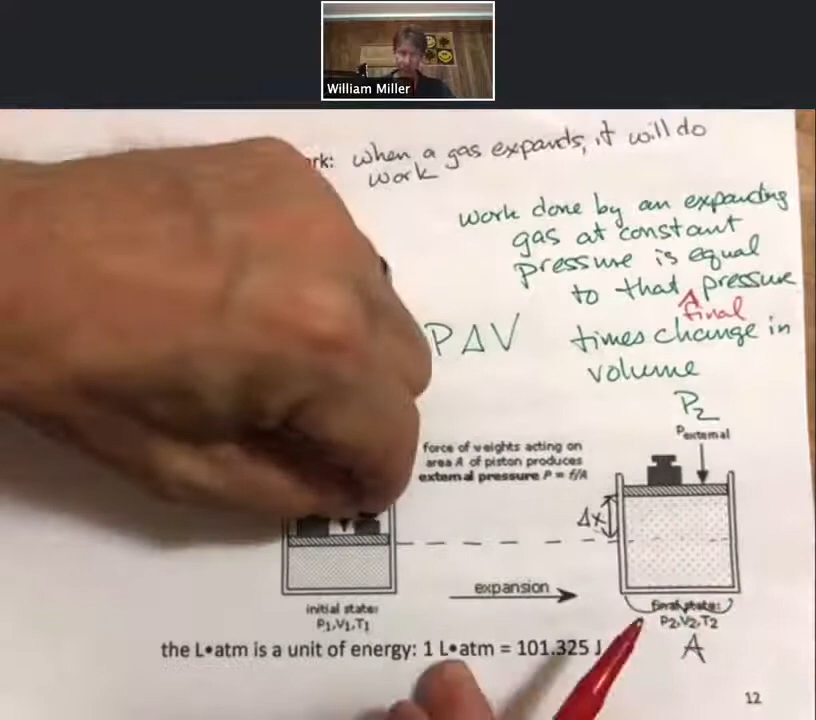 William Miller
rk: when a gas expands, it will do
work
work done by an expanding
gas at constant
pressure is equal
to that ^ pressure
final
times change in
volume
PΔV
P2
Pexternal
force of weights acting on
area A of piston produces
external pressure P = f/A
Δx
expansion
initial state:
P1,V1,T1
final state:
P2,V2,T2
A
the L•atm is a unit of energy: 1 L•atm = 101.325 J
12